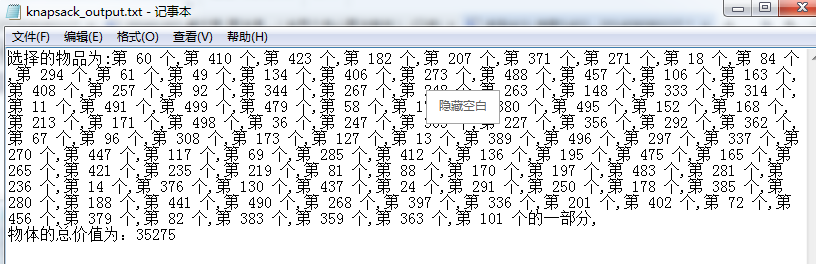 knapsack_output.txt - 记事本
文件(F) 编辑(E) 格式(O) 查看(V) 帮助(H)
选择的物品为:第 60 个,第 410 个,第 423 个,第 182 个,第 207 个,第 371 个,第 271 个,第 18 个,第 84 个
,第 294 个,第 61 个,第 49 个,第 134 个,第 406 个,第 273 个,第 488 个,第 457 个,第 106 个,第 163 个,
第 408 个,第 257 个,第 92 个,第 344 个,第 267 个,第 248 个,第 263 个,第 148 个,第 333 个,第 314 个,
第 11 个,第 491 个,第 499 个,第 479 个,第 58 个,第 380 个,第 495 个,第 152 个,第 168 个,
隐藏空白
第 213 个,第 171 个,第 498 个,第 36 个,第 247 个,第 个,第 227 个,第 356 个,第 292 个,第 362 个,
第 67 个,第 96 个,第 308 个,第 173 个,第 127 个,第 13 个,第 389 个,第 496 个,第 297 个,第 337 个,第
270 个,第 447 个,第 117 个,第 69 个,第 285 个,第 412 个,第 136 个,第 195 个,第 475 个,第 165 个,第
265 个,第 421 个,第 235 个,第 219 个,第 81 个,第 88 个,第 170 个,第 197 个,第 483 个,第 281 个,第
236 个,第 14 个,第 376 个,第 130 个,第 437 个,第 24 个,第 291 个,第 250 个,第 178 个,第 385 个,第
280 个,第 188 个,第 441 个,第 490 个,第 268 个,第 397 个,第 336 个,第 201 个,第 402 个,第 72 个,第
456 个,第 379 个,第 82 个,第 383 个,第 359 个,第 363 个,第 101 个的一部分,
物体的总价值为：35275